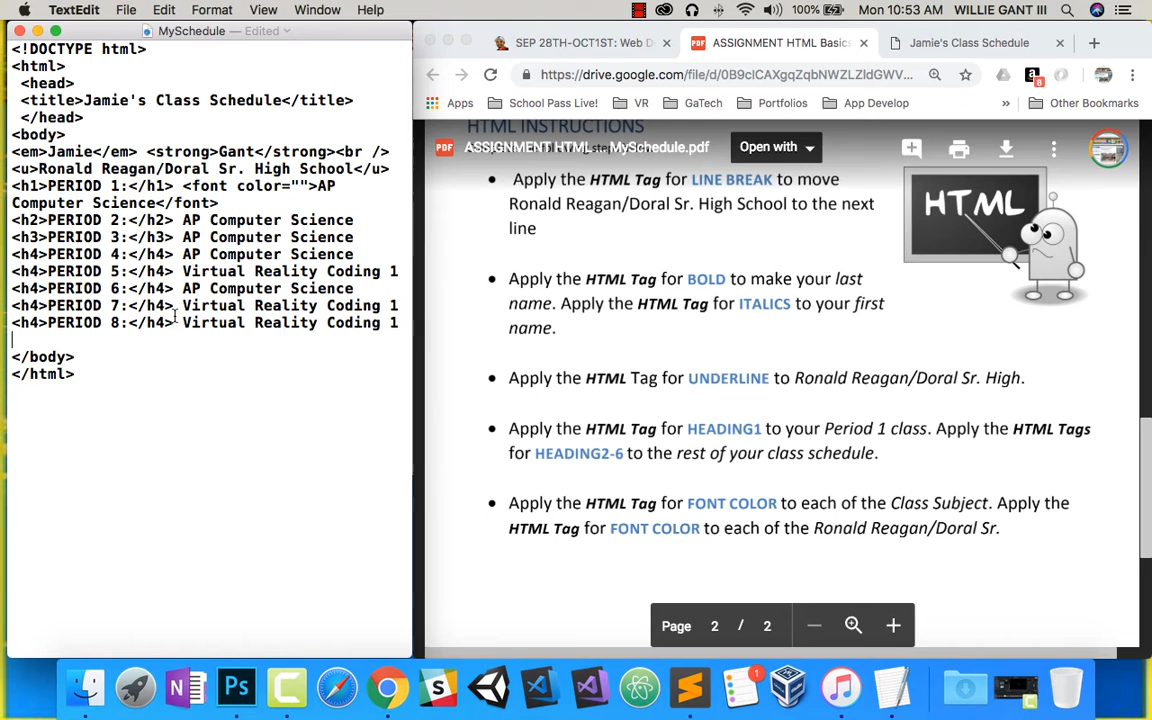 TextEdit File Edit Format View Window Help 100% Mon 10:53 AM WILLIE GANT III
MySchedule — Edited
<!DOCTYPE html>
<html>
<head>
<title>Jamie's Class Schedule</title>
</head>
<body>
<em>Jamie</em> <strong>Gant</strong><br />
<u>Ronald Reagan/Doral Sr. High School</u>
<h1>PERIOD 1:</h1> <font color="">AP
Computer Science</font>
<h2>PERIOD 2:</h2> AP Computer Science
<h3>PERIOD 3:</h3> AP Computer Science
<h4>PERIOD 4:</h4> AP Computer Science
<h4>PERIOD 5:</h4> Virtual Reality Coding 1
<h4>PERIOD 6:</h4> AP Computer Science
<h4>PERIOD 7:</h4> Virtual Reality Coding 1
<h4>PERIOD 8:</h4> Virtual Reality Coding 1
</body>
</html>
SEP 28TH-OCT1ST: Web D
ASSIGNMENT HTML Basics
Jamie's Class Schedule
https://drive.google.com/file/d/0B9clCAXgqZqbNWZLZldGWV...
8
Apps School Pass Live! VR GaTech Portfolios App Develop » Other Bookmarks
HTML INSTRUCTIONS
PDF ASSIGNMENT HTML - MySchedule.pdf
Open with
• Apply the HTML Tag for LINE BREAK to move
Ronald Reagan/Doral Sr. High School to the next
line
HTML
• Apply the HTML Tag for BOLD to make your last
name. Apply the HTML Tag for ITALICS to your first
name.
• Apply the HTML Tag for UNDERLINE to Ronald Reagan/Doral Sr. High.
• Apply the HTML Tag for HEADING1 to your Period 1 class. Apply the HTML Tags
for HEADING2-6 to the rest of your class schedule.
• Apply the HTML Tag for FONT COLOR to each of the Class Subject. Apply the
HTML Tag for FONT COLOR to each of the Ronald Reagan/Doral Sr.
Page 2 / 2
N
Ps
S
1